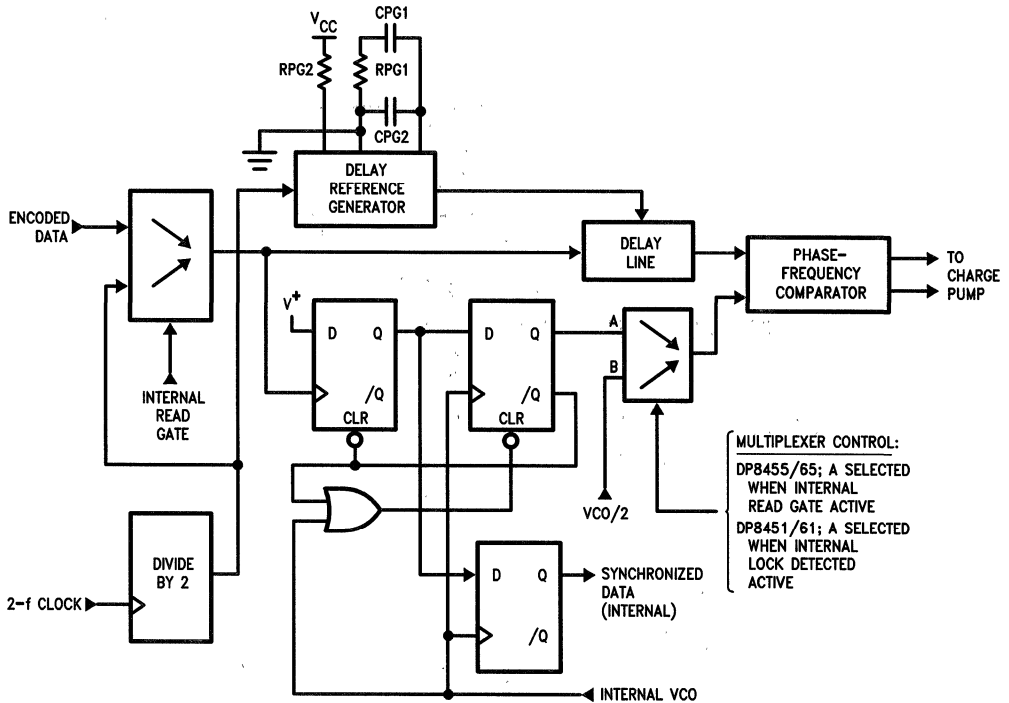 VCC
CPG1
RPG2
RPG1
CPG2
DELAY
REFERENCE
GENERATOR
ENCODED
DATA
DELAY
LINE
PHASE-
FREQUENCY
COMPARATOR
TO
CHARGE
PUMP
V+
D
Q
/Q
CLR
D
Q
/Q
CLR
A
B
INTERNAL
READ
GATE
VCO/2
MULTIPLEXER CONTROL:
DP8455/65; A SELECTED
WHEN INTERNAL
READ GATE ACTIVE
DP8451/61; A SELECTED
WHEN INTERNAL
LOCK DETECTED
ACTIVE
DIVIDE
BY 2
2-f CLOCK
D
Q
/Q
SYNCHRONIZED
DATA
(INTERNAL)
INTERNAL VCO